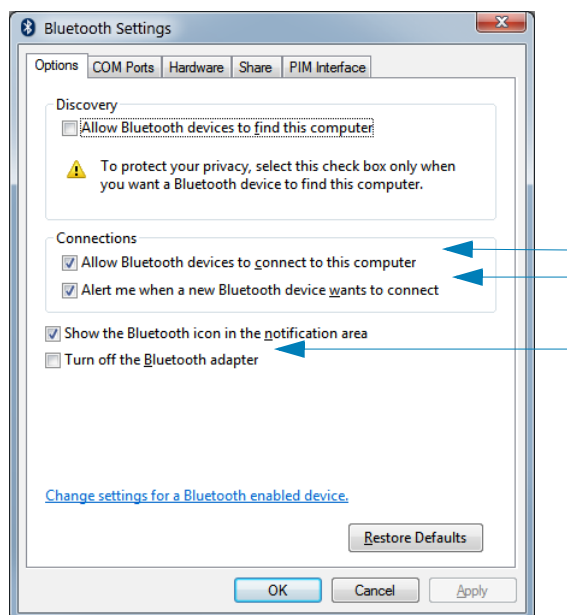 Bluetooth Settings
Options COM Ports Hardware Share PIM Interface
Discovery
Allow Bluetooth devices to find this computer
To protect your privacy, select this check box only when
you want a Bluetooth device to find this computer.
Connections
Allow Bluetooth devices to connect to this computer
Alert me when a new Bluetooth device wants to connect
Show the Bluetooth icon in the notification area
Turn off the Bluetooth adapter
Change settings for a Bluetooth enabled device.
Restore Defaults
OK Cancel Apply